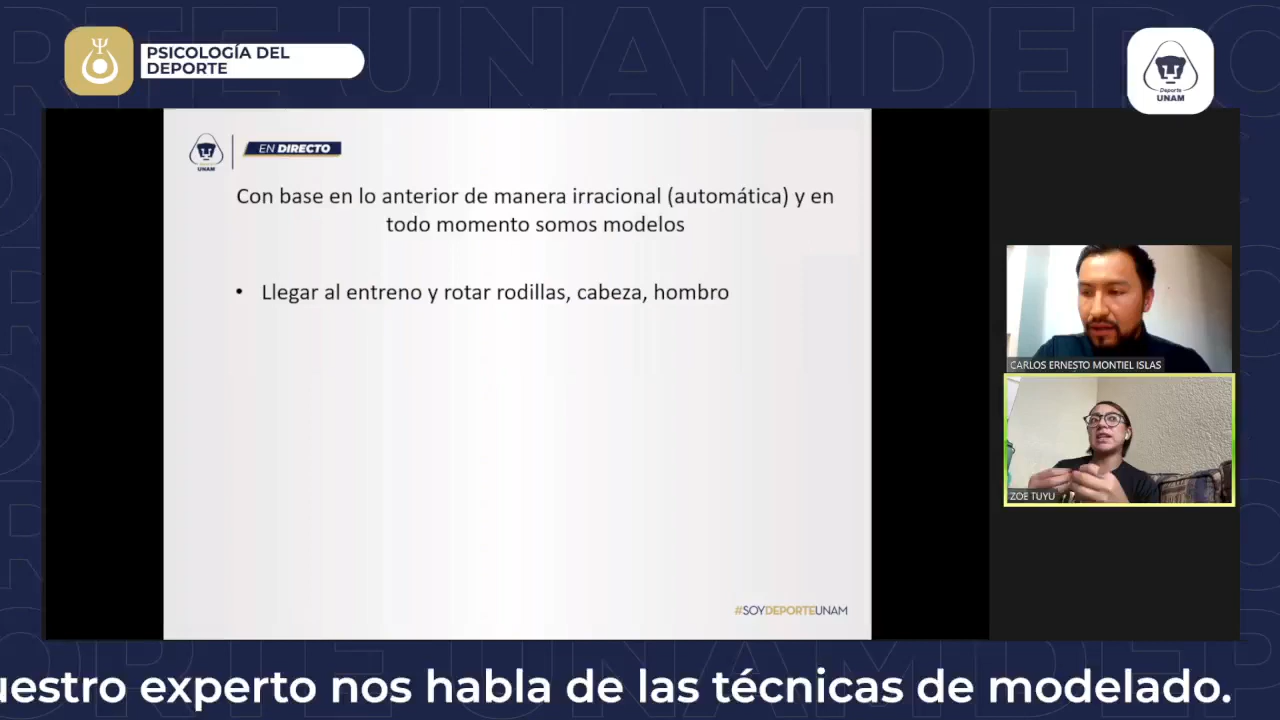 PSICOLOGÍA DEL
DEPORTE
Deporte
UNAM
UNAM
EN DIRECTO
Con base en lo anterior de manera irracional (automática) y en
todo momento somos modelos
• Llegar al entreno y rotar rodillas, cabeza, hombro
CARLOS ERNESTO MONTIEL ISLAS
ZOE TUYU
#SOYDEPORTEUNAM
uestro experto nos habla de las técnicas de modelado.